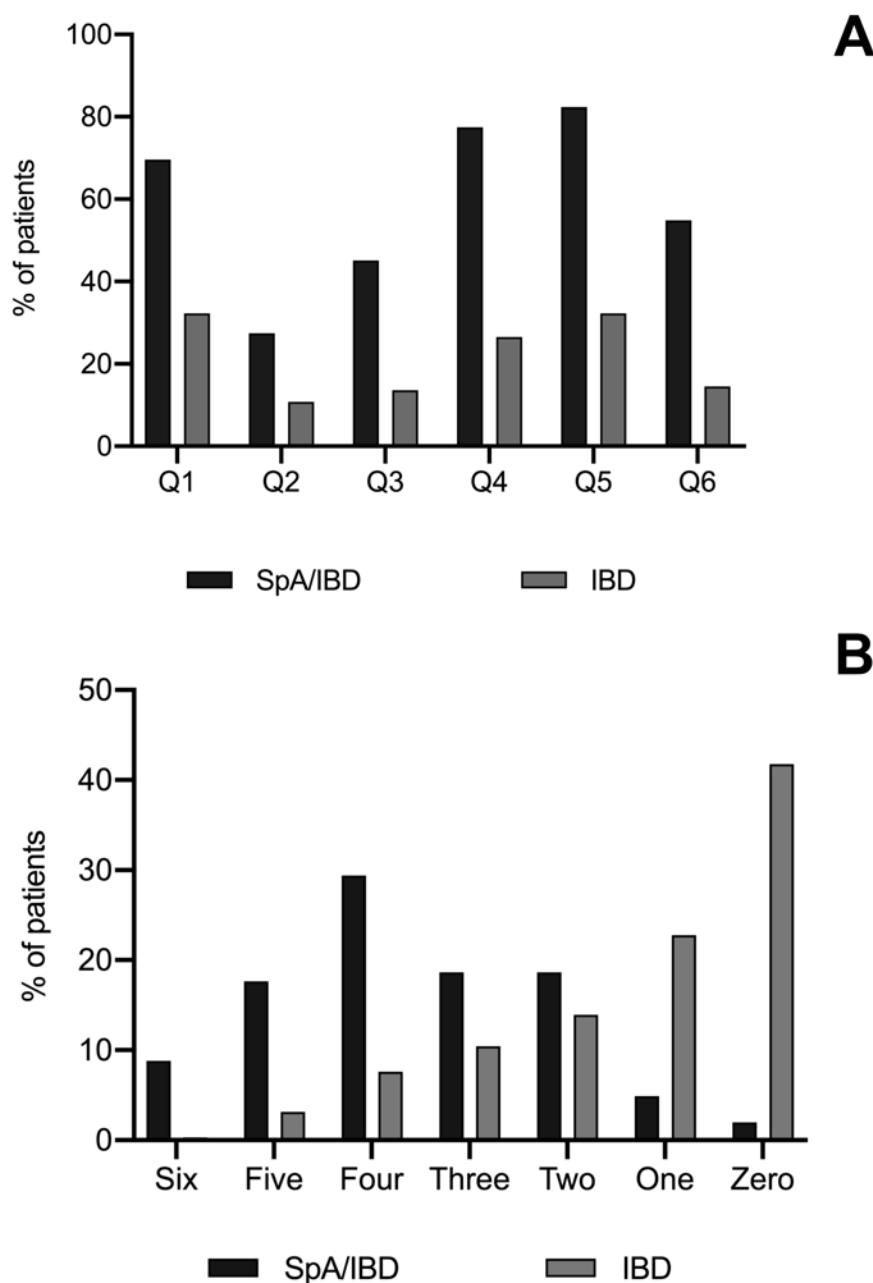 A
100
80
60
40
20
0
% of patients
Q1 Q2 Q3 Q4 Q5 Q6
SpA/IBD IBD
B
50
40
30
20
10
0
% of patients
Six Five Four Three Two One Zero
SpA/IBD IBD